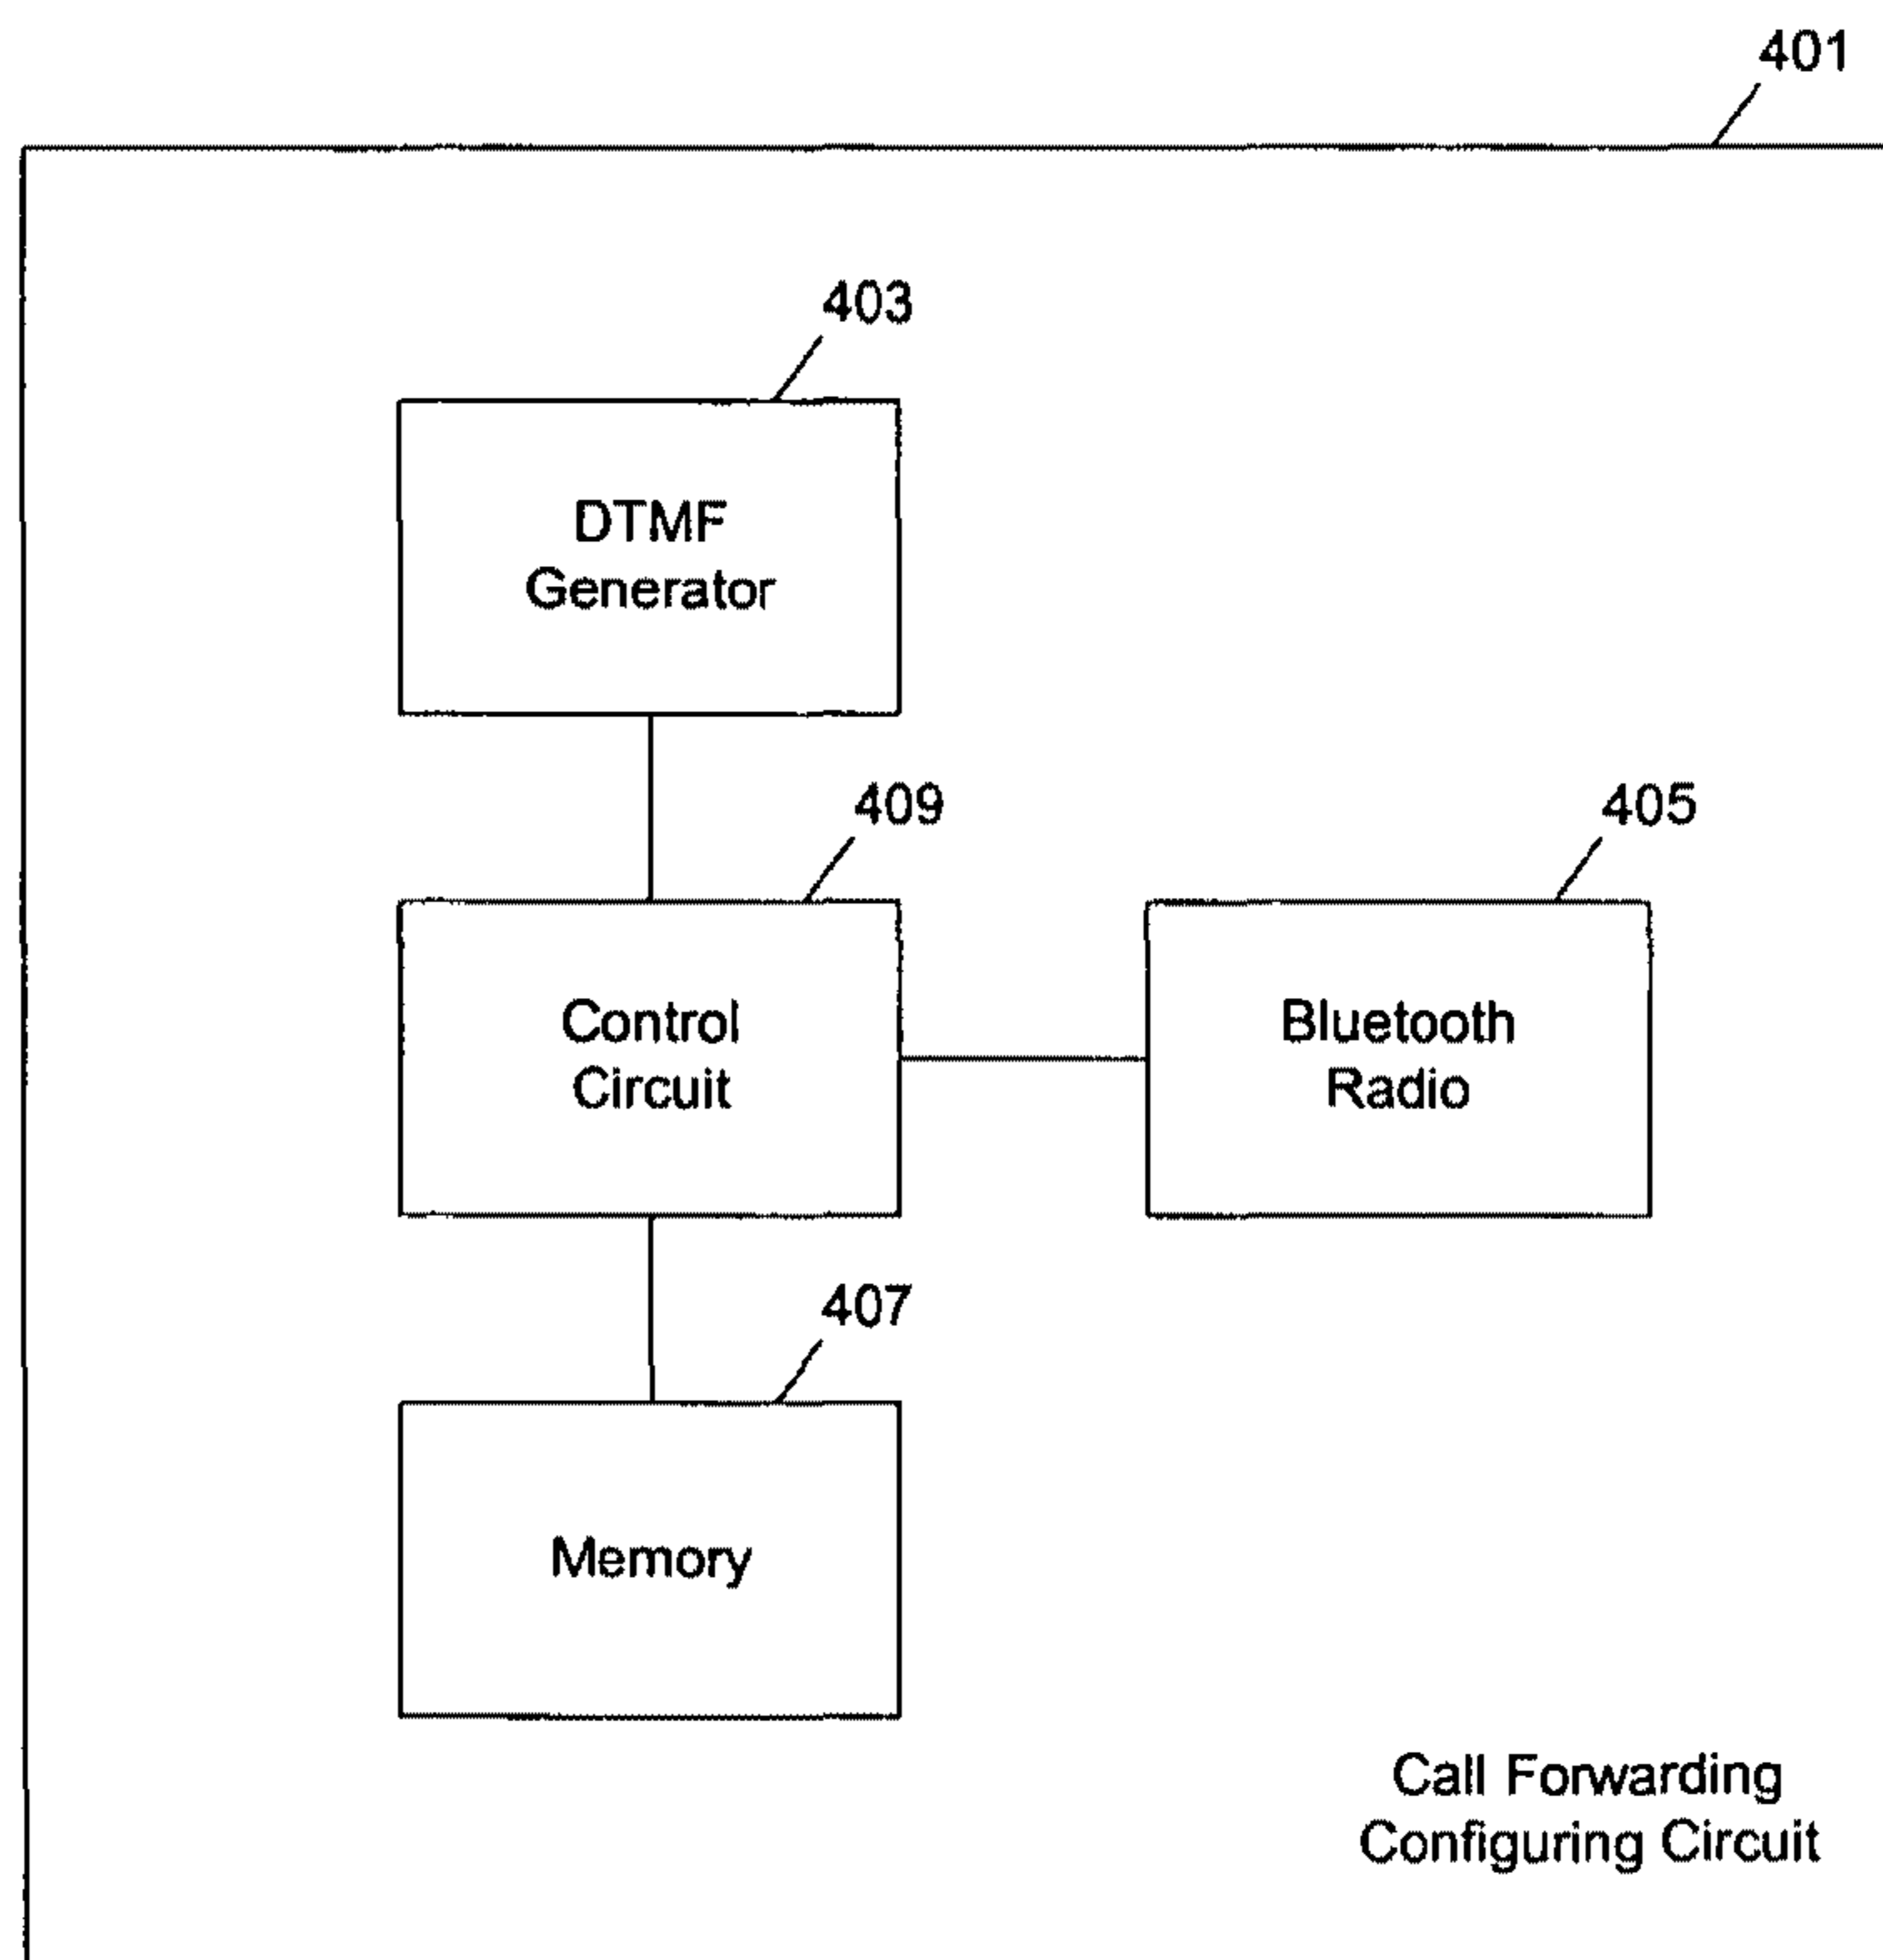 401
403
DTMF
Generator
409
405
Control
Circuit
Bluetooth
Radio
407
Memory
Call Forwarding
Configuring Circuit